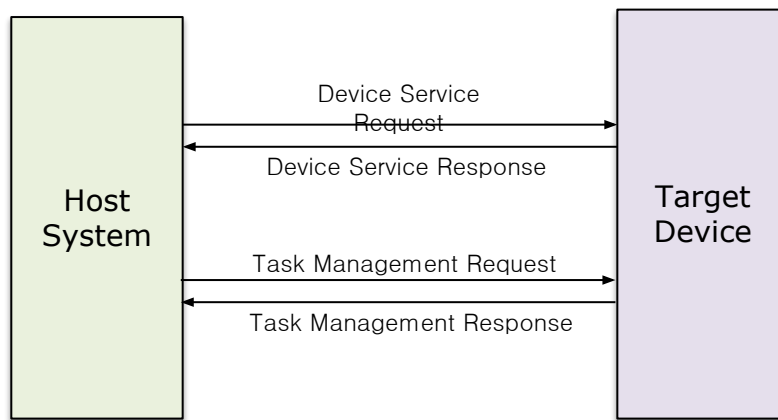 Device Service
Request
Device Service Response
Host
System
Target
Device
Task Management Request
Task Management Response